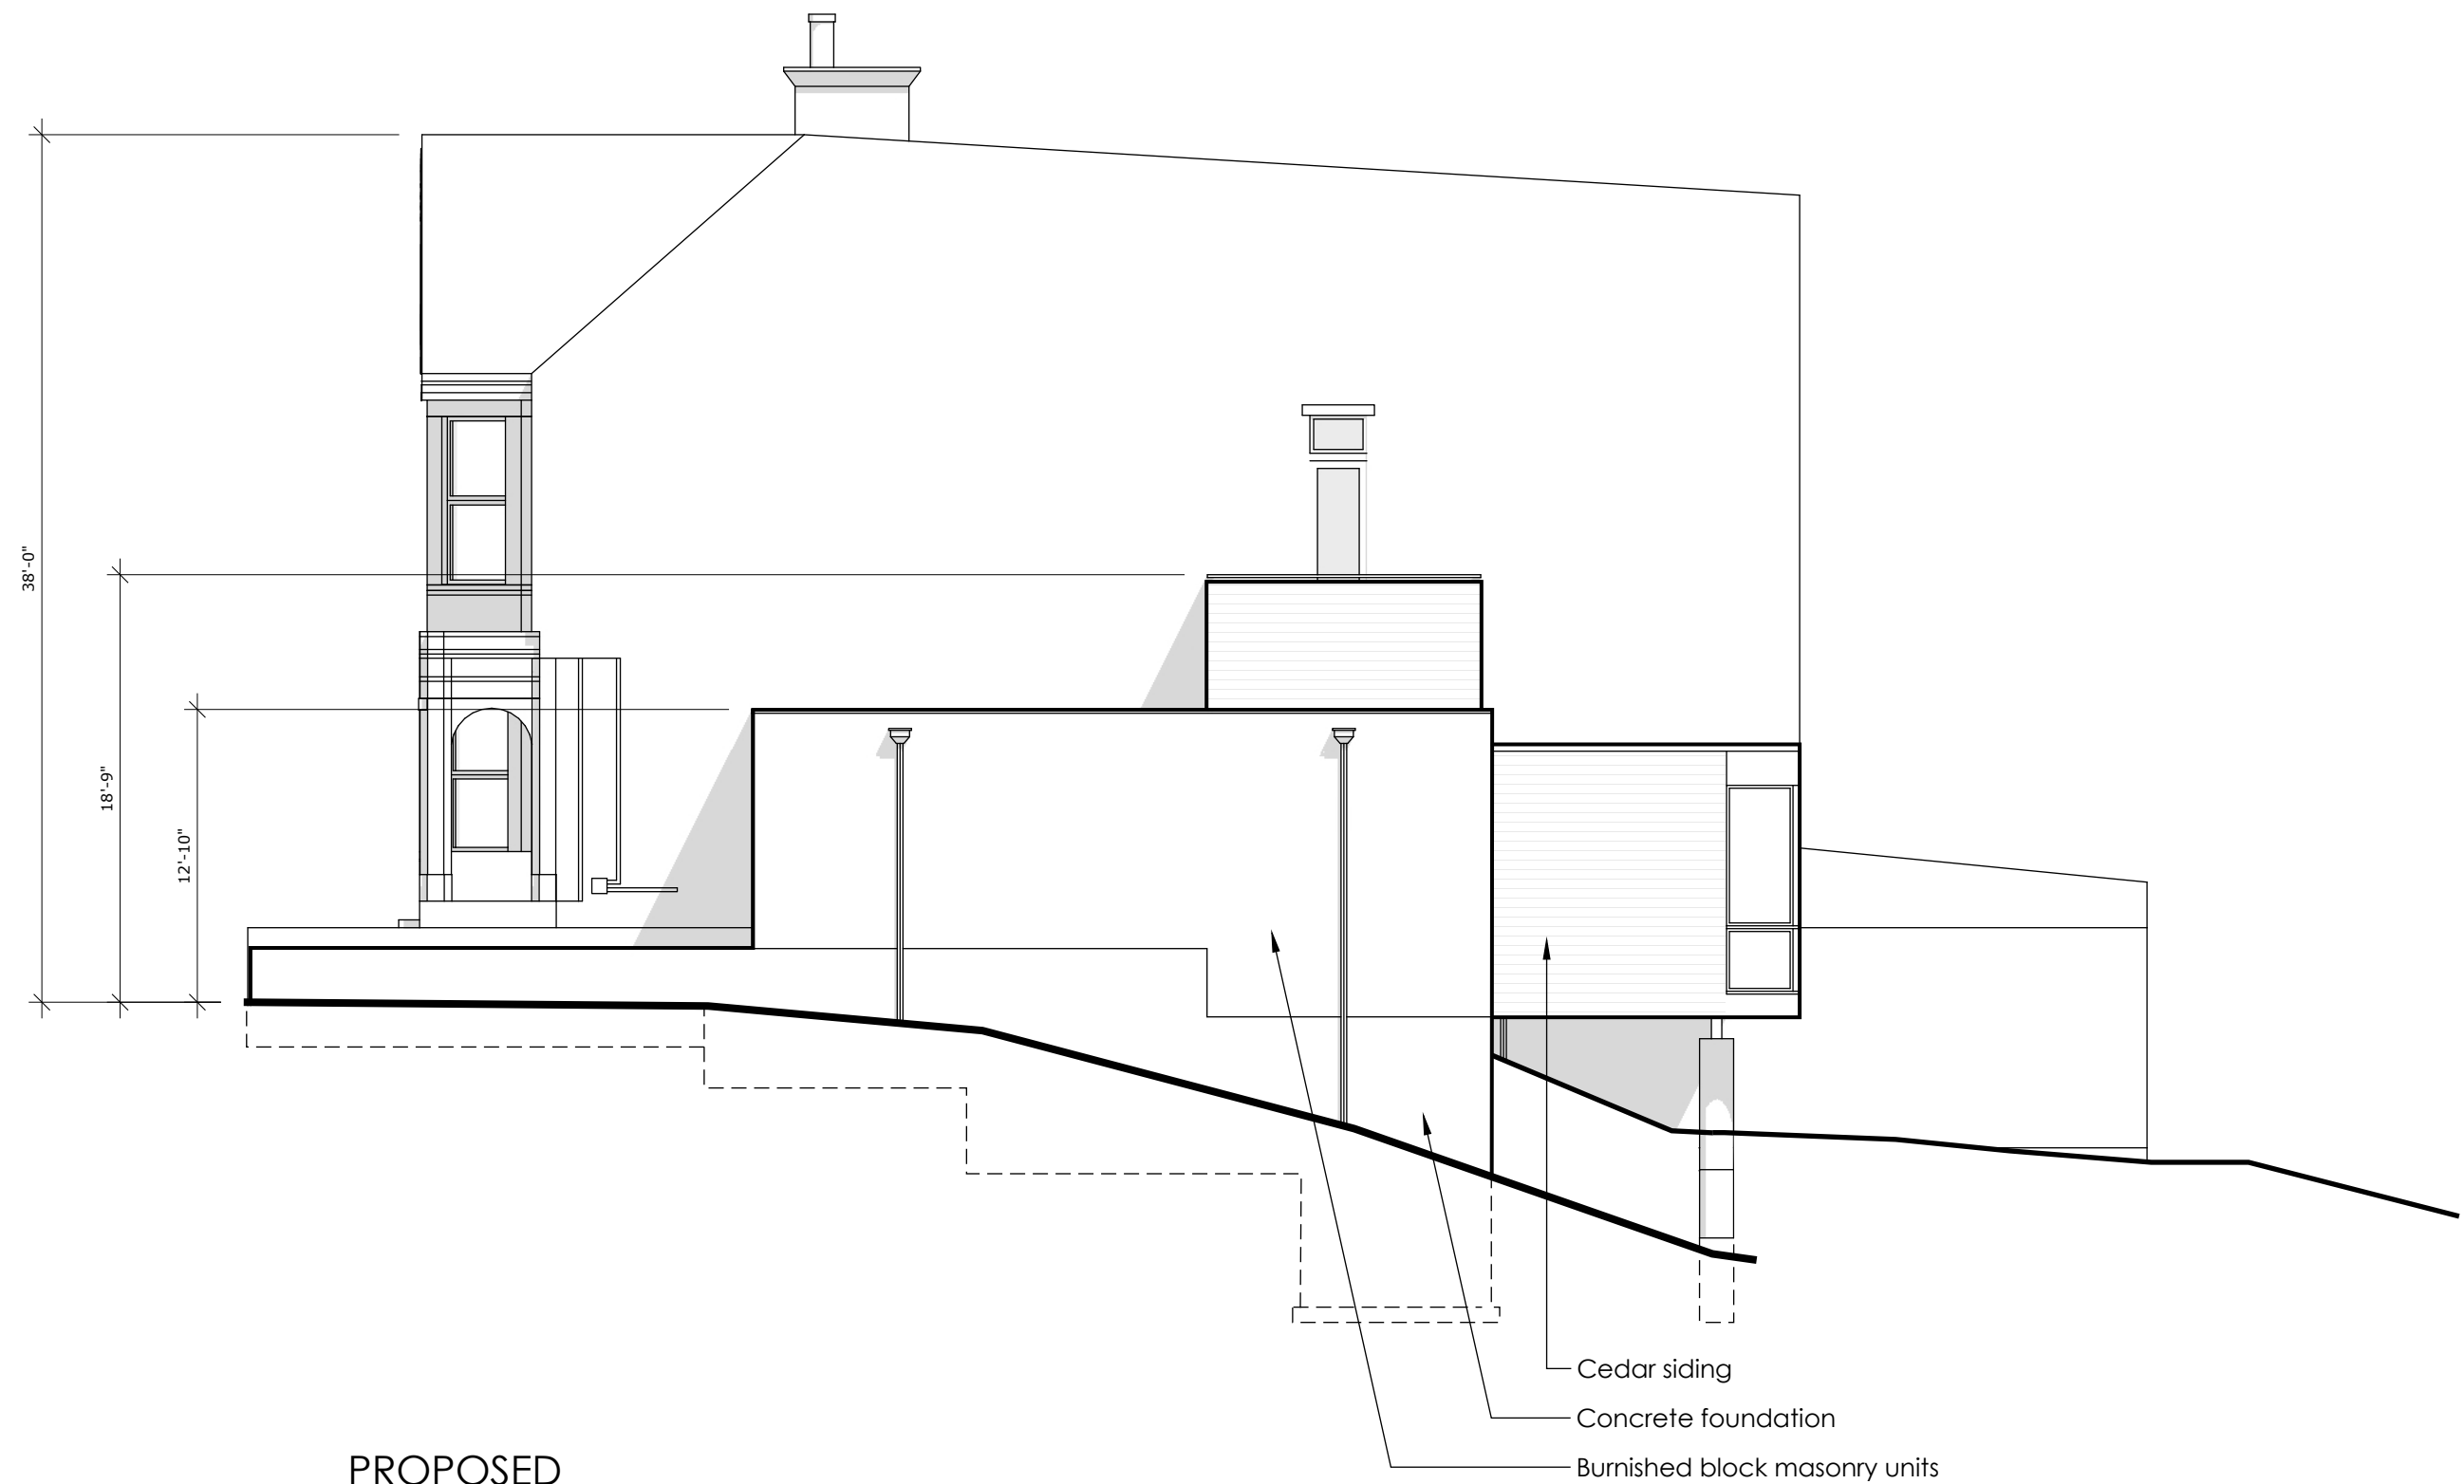 38'-0"
18'-9"
12'-10"
Cedar siding
Concrete foundation
Burnished block masonry units
PROPOSED